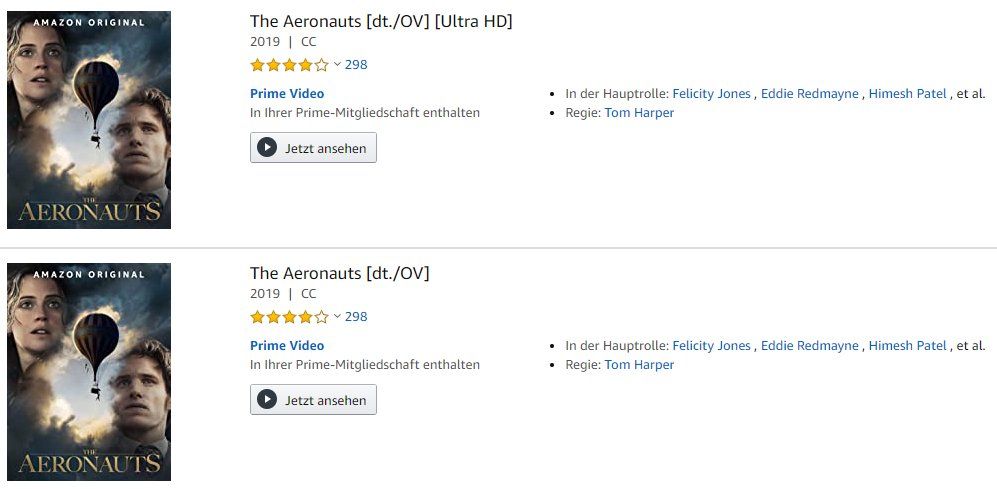 AMAZON ORIGINAL
THE
AERONAUTS
The Aeronauts [dt./OV] [Ultra HD]
2019 | CC
298
Prime Video
In Ihrer Prime-Mitgliedschaft enthalten
Jetzt ansehen
• In der Hauptrolle: Felicity Jones , Eddie Redmayne , Himesh Patel , et al.
• Regie: Tom Harper
AMAZON ORIGINAL
THE
AERONAUTS
The Aeronauts [dt./OV]
2019 | CC
298
Prime Video
In Ihrer Prime-Mitgliedschaft enthalten
Jetzt ansehen
• In der Hauptrolle: Felicity Jones , Eddie Redmayne , Himesh Patel , et al.
• Regie: Tom Harper